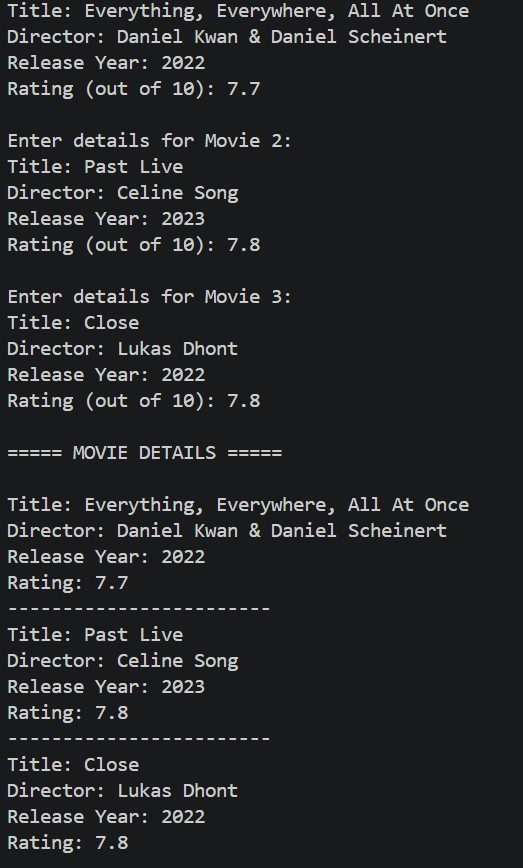 Title: Everything, Everywhere, All At Once
Director: Daniel Kwan & Daniel Scheinert
Release Year: 2022
Rating (out of 10): 7.7
Enter details for Movie 2:
Title: Past Live
Director: Celine Song
Release Year: 2023
Rating (out of 10): 7.8
Enter details for Movie 3:
Title: Close
Director: Lukas Dhont
Release Year: 2022
Rating (out of 10): 7.8
===== MOVIE DETAILS =====
Title: Everything, Everywhere, All At Once
Director: Daniel Kwan & Daniel Scheinert
Release Year: 2022
Rating: 7.7
------------------------
Title: Past Live
Director: Celine Song
Release Year: 2023
Rating: 7.8
------------------------
Title: Close
Director: Lukas Dhont
Release Year: 2022
Rating: 7.8